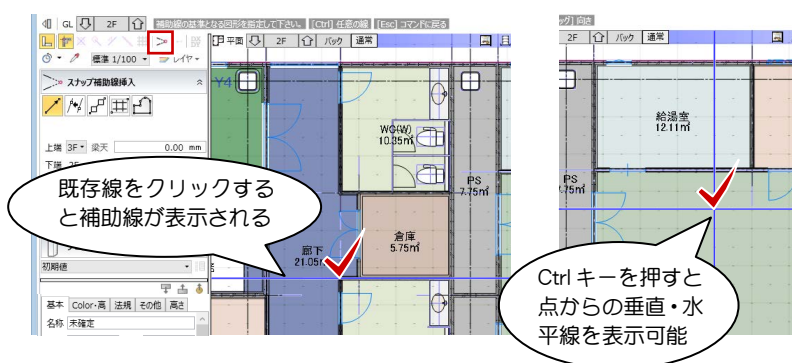 GL 2F 補助線の基準となる図形を指定して下さい。 [Ctrl] 任意の線 [Esc] コマンドに戻る
標準 1/100 レイヤ
スナップ補助線挿入
上端 3F 梁天 0.00 mm
初期値
基本 Color・高 法規 その他 高さ
名称 未確定
平面 2F バック 通常
Y4
WC(W)
10.35㎡
PS
7.75㎡
倉庫
5.75㎡
廊下
既存線をクリックする
と補助線が表示される
向き
2F バック 通常
給湯室
12.11㎡
PS
7.75㎡
Ctrl キーを押すと
点からの垂直・水
平線を表示可能